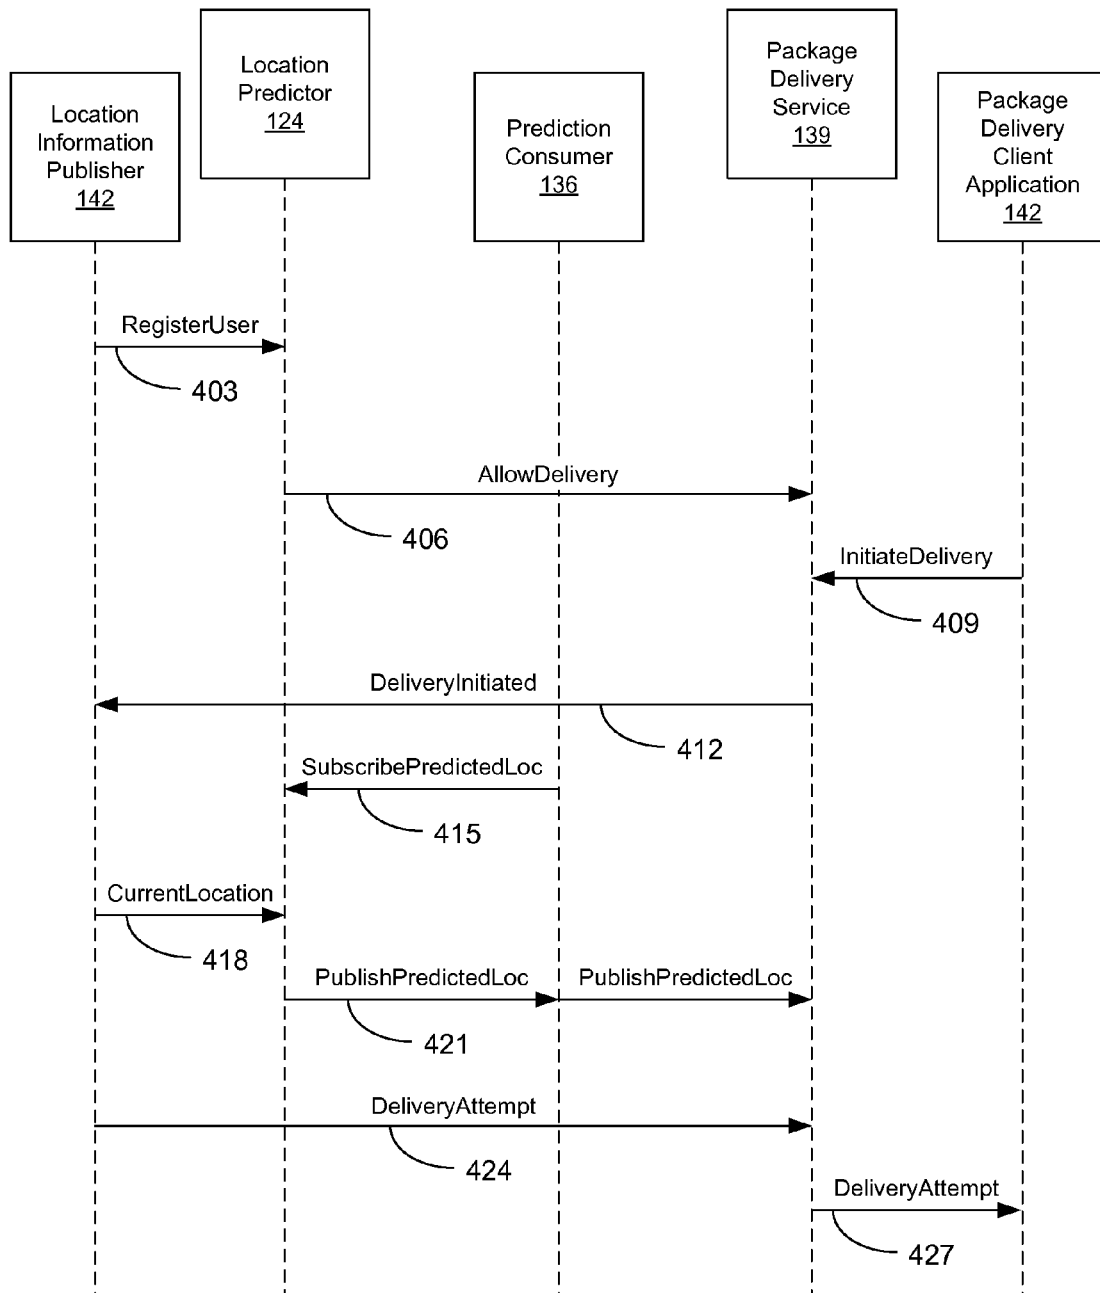 Location
Information
Publisher
142
Location
Predictor
124
Prediction
Consumer
136
Package
Delivery
Service
139
Package
Delivery
Client
Application
142
RegisterUser
403
AllowDelivery
406
InitiateDelivery
409
DeliveryInitiated
412
SubscribePredictedLoc
415
CurrentLocation
418
PublishPredictedLoc
421
PublishPredictedLoc
DeliveryAttempt
424
DeliveryAttempt
427